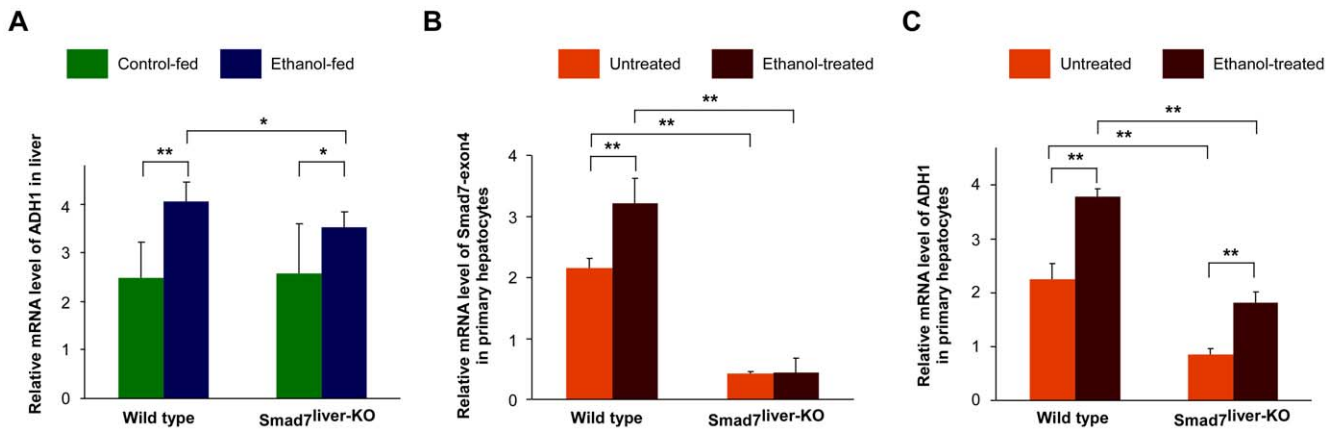 A
Control-fed
Ethanol-fed
Relative mRNA level of ADH1 in liver
4
3
2
1
0
**
*
*
Wild type
Smad7liver-KO
B
Untreated
Ethanol-treated
Relative mRNA level of Smad7-exon4
in primary hepatocytes
4
3
2
1
0
**
**
**
Wild type
Smad7liver-KO
C
Untreated
Ethanol-treated
Relative mRNA level of ADH1
in primary hepatocytes
4
3
2
1
0
**
**
**
**
Wild type
Smad7liver-KO